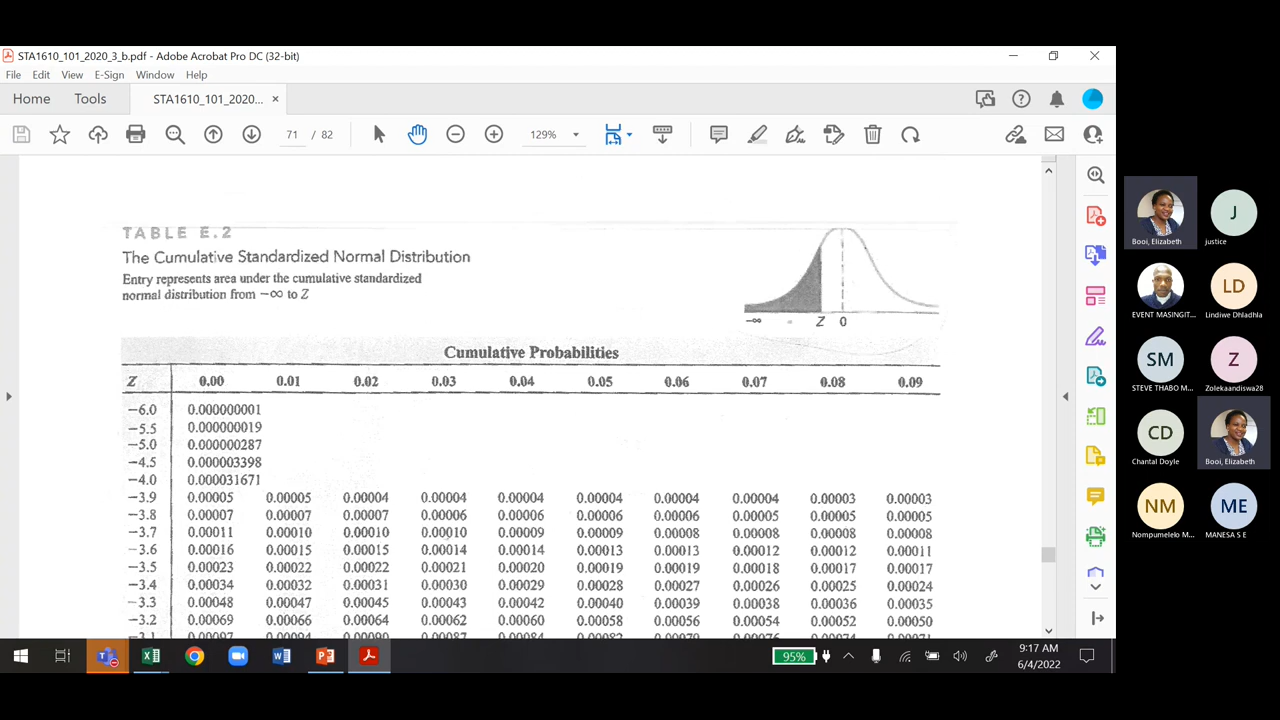 STA1610_101_2020_3_b.pdf - Adobe Acrobat Pro DC (32-bit)
File Edit View E-Sign Window Help
Home Tools STA1610_101_2020... ×
71 / 82 129%
TABLE E.2
The Cumulative Standardized Normal Distribution
Entry represents area under the cumulative standardized
normal distribution from −∞ to Z
−∞ Z 0
Cumulative Probabilities
Z 0.00 0.01 0.02 0.03 0.04 0.05 0.06 0.07 0.08 0.09
−6.0 0.000000001
−5.5 0.000000019
−5.0 0.000000287
−4.5 0.000003398
−4.0 0.000031671
−3.9 0.00005 0.00005 0.00004 0.00004 0.00004 0.00004 0.00004 0.00004 0.00003 0.00003
−3.8 0.00007 0.00007 0.00007 0.00006 0.00006 0.00006 0.00006 0.00005 0.00005 0.00005
−3.7 0.00011 0.00010 0.00010 0.00010 0.00009 0.00009 0.00008 0.00008 0.00008 0.00008
−3.6 0.00016 0.00015 0.00015 0.00014 0.00014 0.00013 0.00013 0.00012 0.00012 0.00011
−3.5 0.00023 0.00022 0.00022 0.00021 0.00020 0.00019 0.00019 0.00018 0.00017 0.00017
−3.4 0.00034 0.00032 0.00031 0.00030 0.00029 0.00028 0.00027 0.00026 0.00025 0.00024
−3.3 0.00048 0.00047 0.00045 0.00043 0.00042 0.00040 0.00039 0.00038 0.00036 0.00035
−3.2 0.00069 0.00066 0.00064 0.00062 0.00060 0.00058 0.00056 0.00054 0.00052 0.00050
95%
9:17 AM
6/4/2022
Booi, Elizabeth
J
justice
EVENT MASINGIT...
LD
Lindiwe Dhladhla
SM
STEVE THABO M...
Z
Zolekaandiswa28
CD
Chantal Doyle
Booi, Elizabeth
NM
Nompumelelo M...
ME
MANESA S E